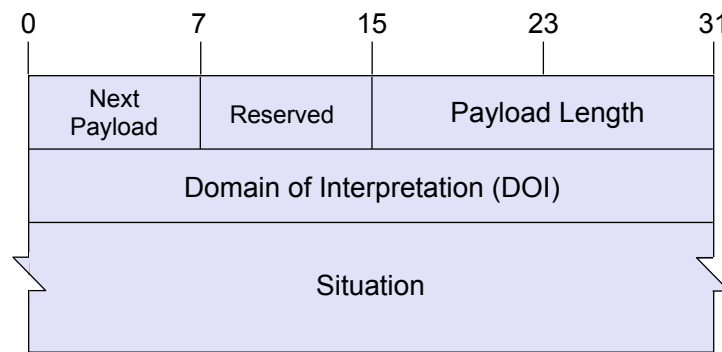 0 7 15 23 31
Next
Payload
Reserved
Payload Length
Domain of Interpretation (DOI)
Situation